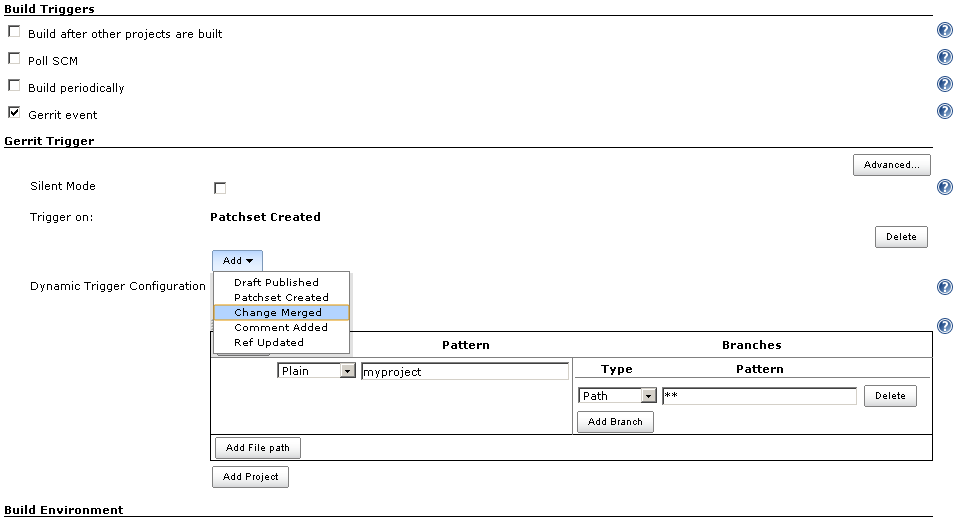 Build Triggers
Build after other projects are built
Poll SCM
Build periodically
Gerrit event
Gerrit Trigger
Advanced...
Silent Mode
Trigger on: Patchset Created
Delete
Add
Dynamic Trigger Configuration
Draft Published
Patchset Created
Change Merged
Comment Added
Ref Updated
Pattern Branches
Type Pattern
Plain myproject
Path ** Delete
Add Branch
Add File path
Add Project
Build Environment